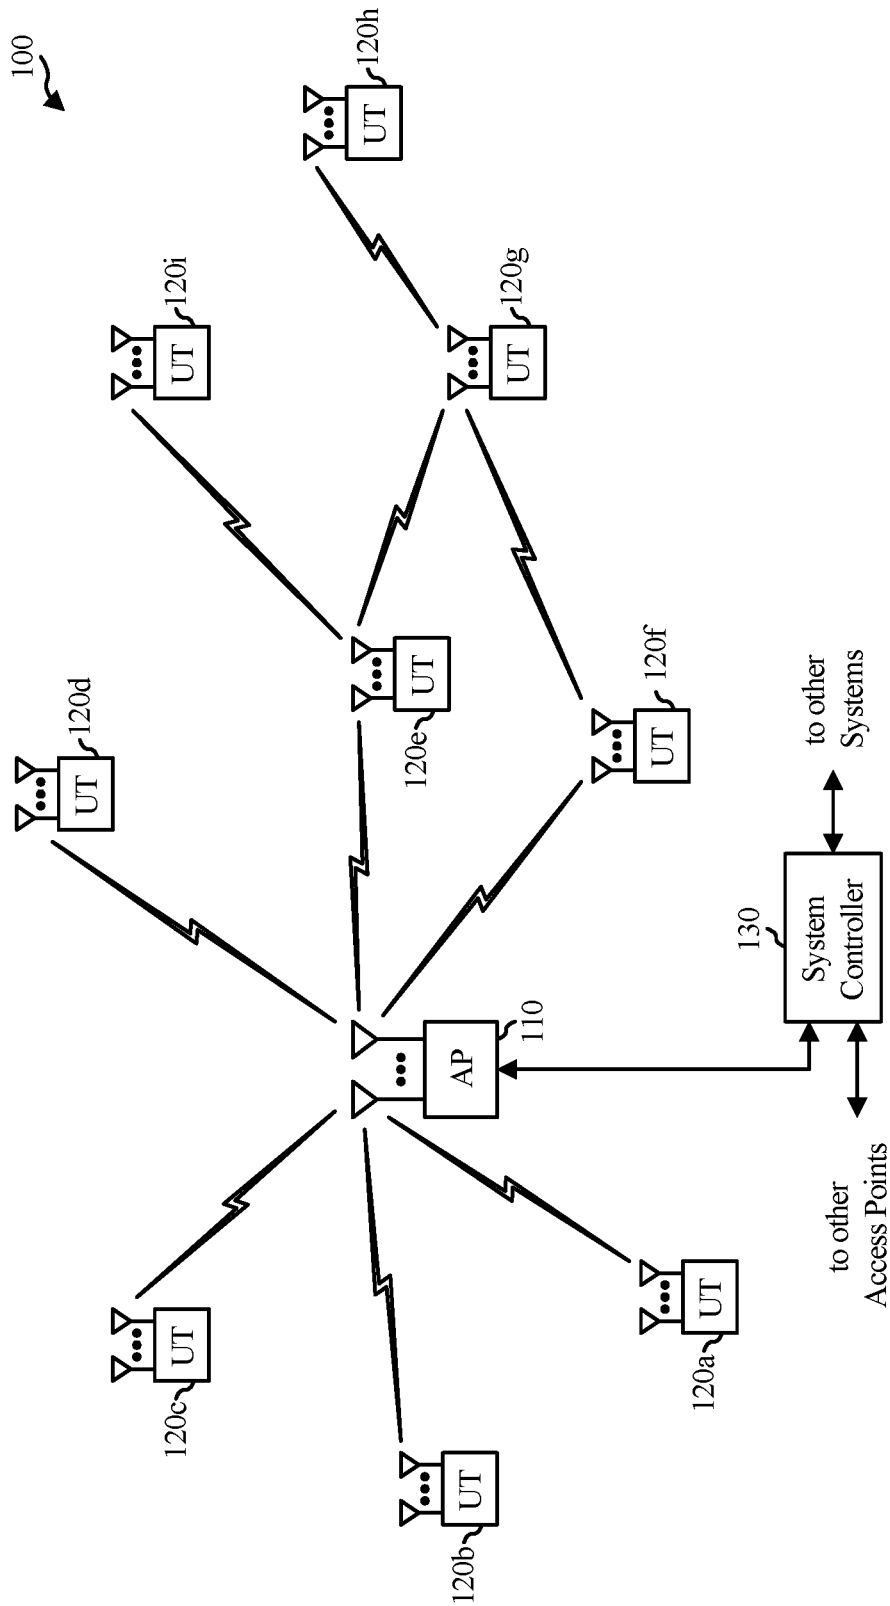 100
UT
120d
UT
120c
UT
120i
UT
120h
UT
120e
AP
110
UT
120b
UT
120g
UT
120f
UT
120a
130
System
Controller
to other
Systems
to other
Access Points